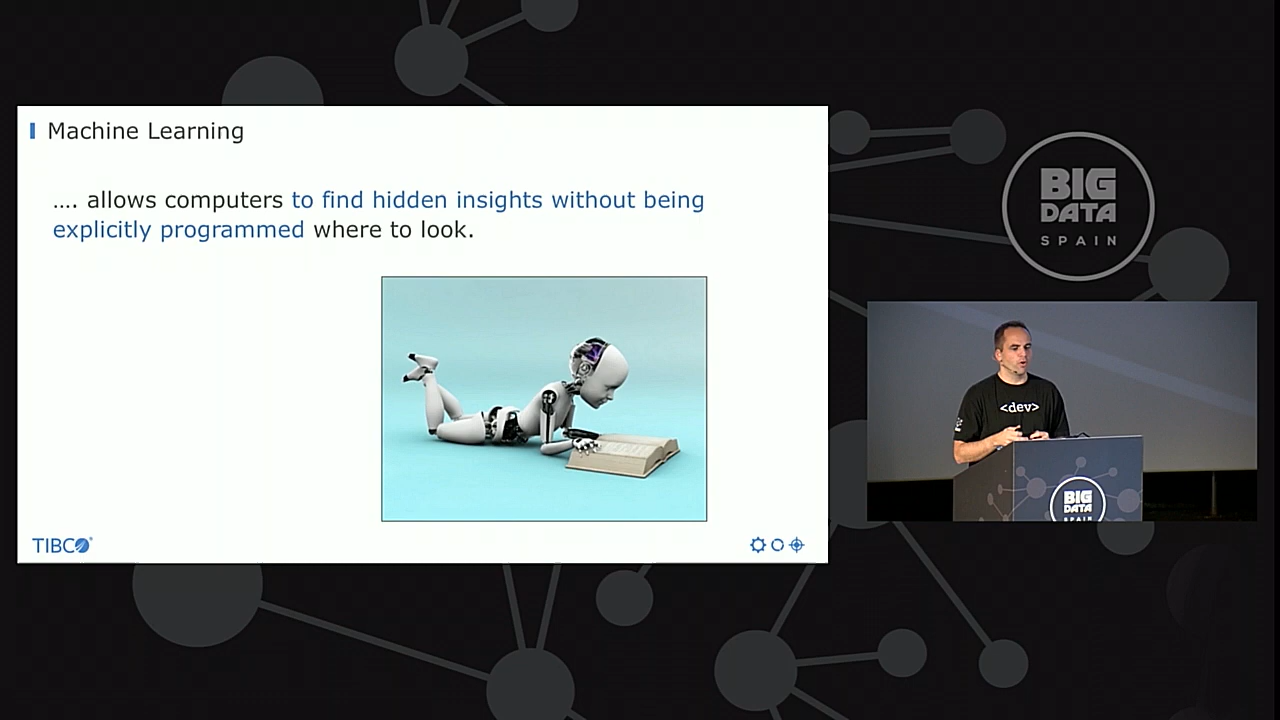 Machine Learning
.... allows computers to find hidden insights without being
explicitly programmed where to look.
TIBCO
BIG
DATA
SPAIN
<dev>
BIG
DATA
SPAIN